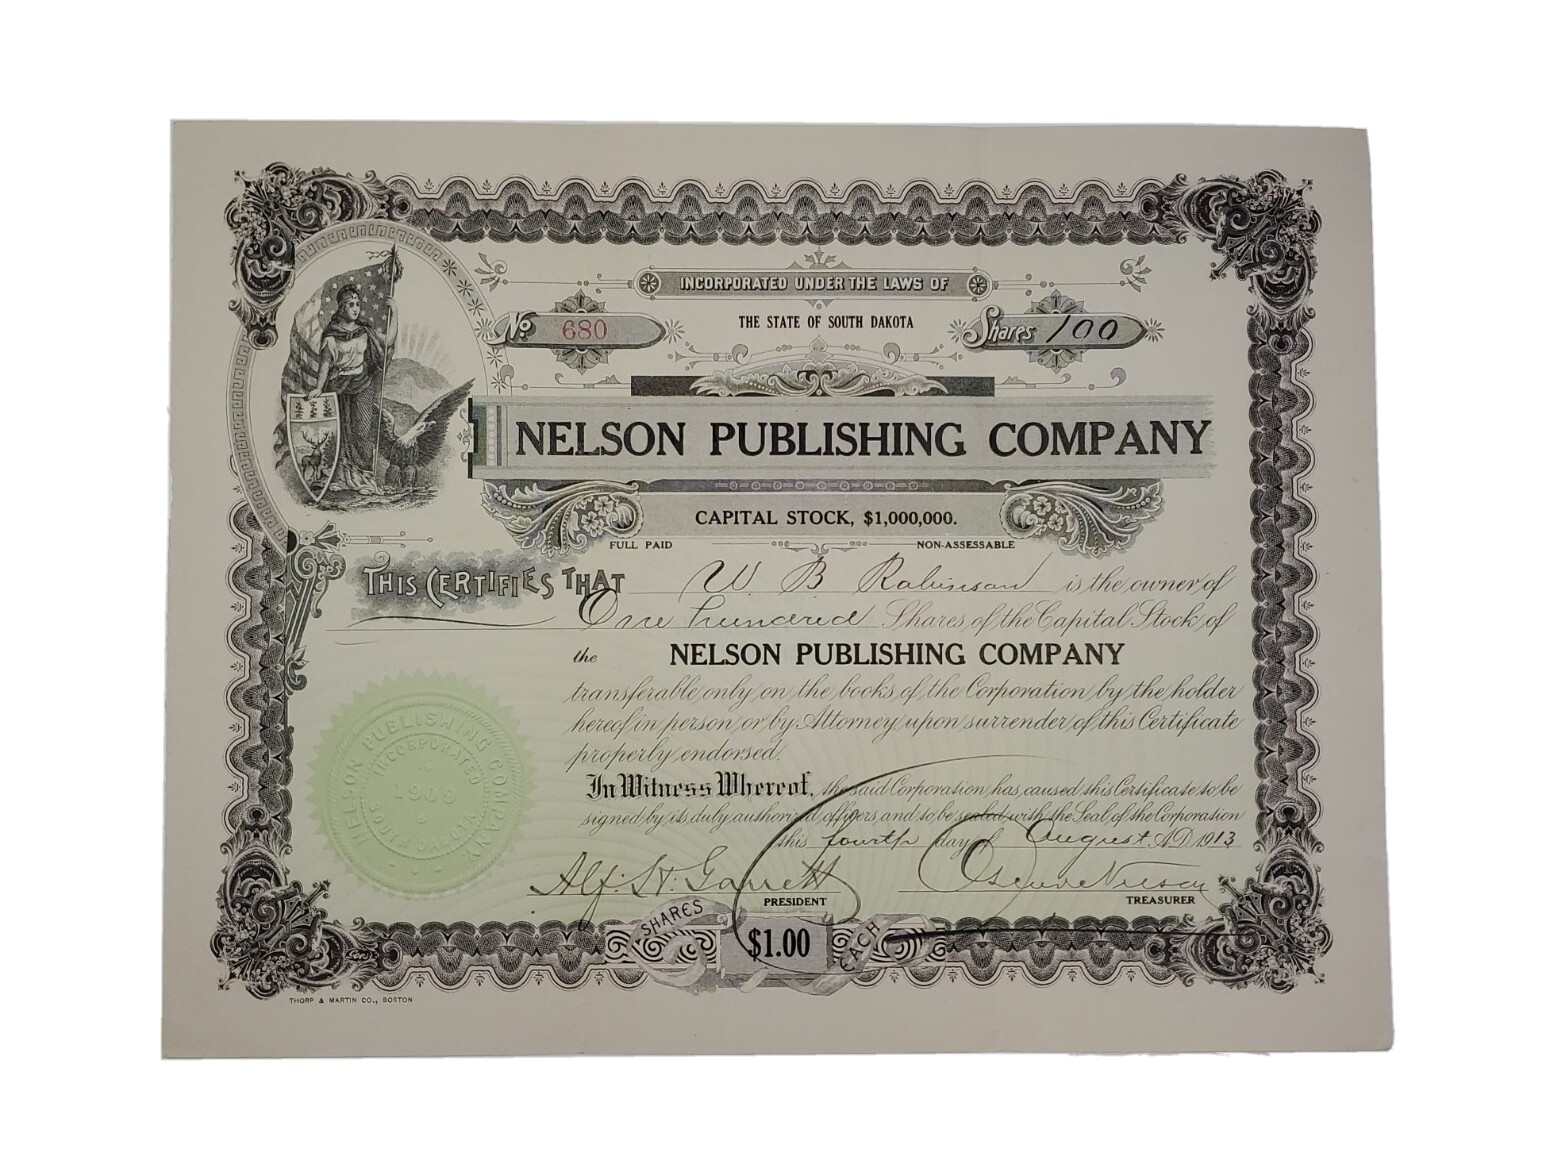 INCORPORATED UNDER THE LAWS OF
No. 680
THE STATE OF SOUTH DAKOTA
Shares 100
NELSON PUBLISHING COMPANY
CAPITAL STOCK, $1,000,000.
FULL PAID NON-ASSESSABLE
THIS CERTIFIES THAT W. B Robinson is the owner of
One hundred Shares of the Capital Stock of
the NELSON PUBLISHING COMPANY
transferable only on the books of the Corporation by the holder
hereof in person or by Attorney upon surrender of this Certificate
properly endorsed.
In Witness Whereof, the said Corporation has caused this Certificate to be
signed by its duly authorized officers and to be sealed with the Seal of the Corporation
this fourth day of August A.D. 1913
NELSON PUBLISHING COMPANY
INCORPORATED
1909
SOUTH DAKOTA
Garrett
PRESIDENT
TREASURER
SHARES
$1.00
EACH
THORP & MARTIN CO., BOSTON